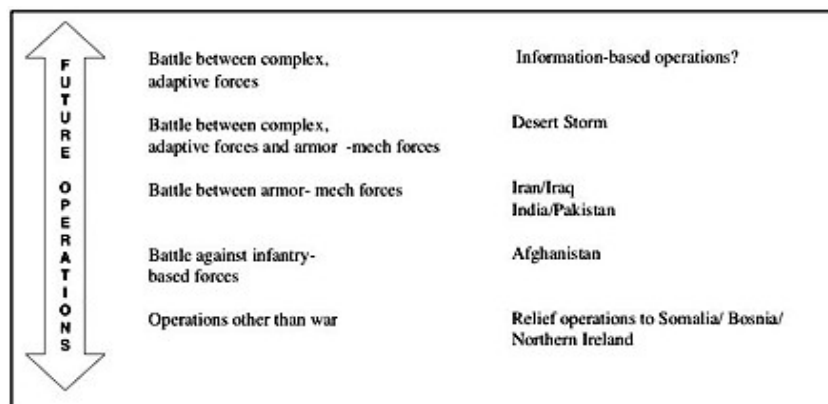 FUTURE OPERATIONS
Battle between complex,
adaptive forces
Information-based operations?
Battle between complex,
adaptive forces and armor -mech forces
Desert Storm
Battle between armor- mech forces
Iran/Iraq
India/Pakistan
Battle against infantry-
based forces
Afghanistan
Operations other than war
Relief operations to Somalia/ Bosnia/
Northern Ireland